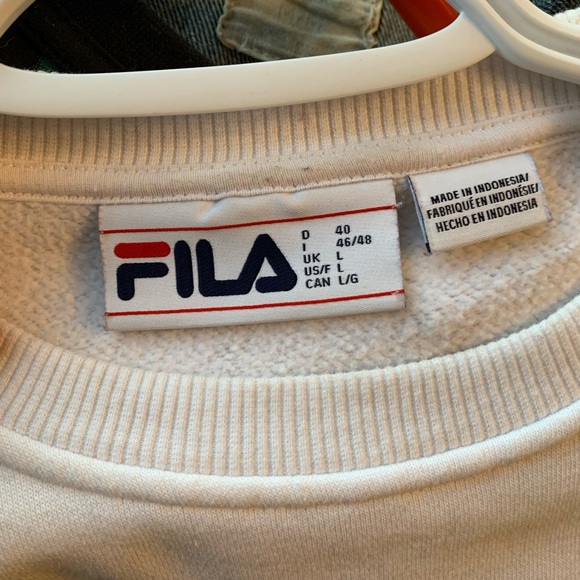 FILA
D 40
I 46/48
UK L
US/F L
CAN L/G
MADE IN INDONESIA/
FABRIQUÉ EN INDONÉSIE/
HECHO EN INDONESIA